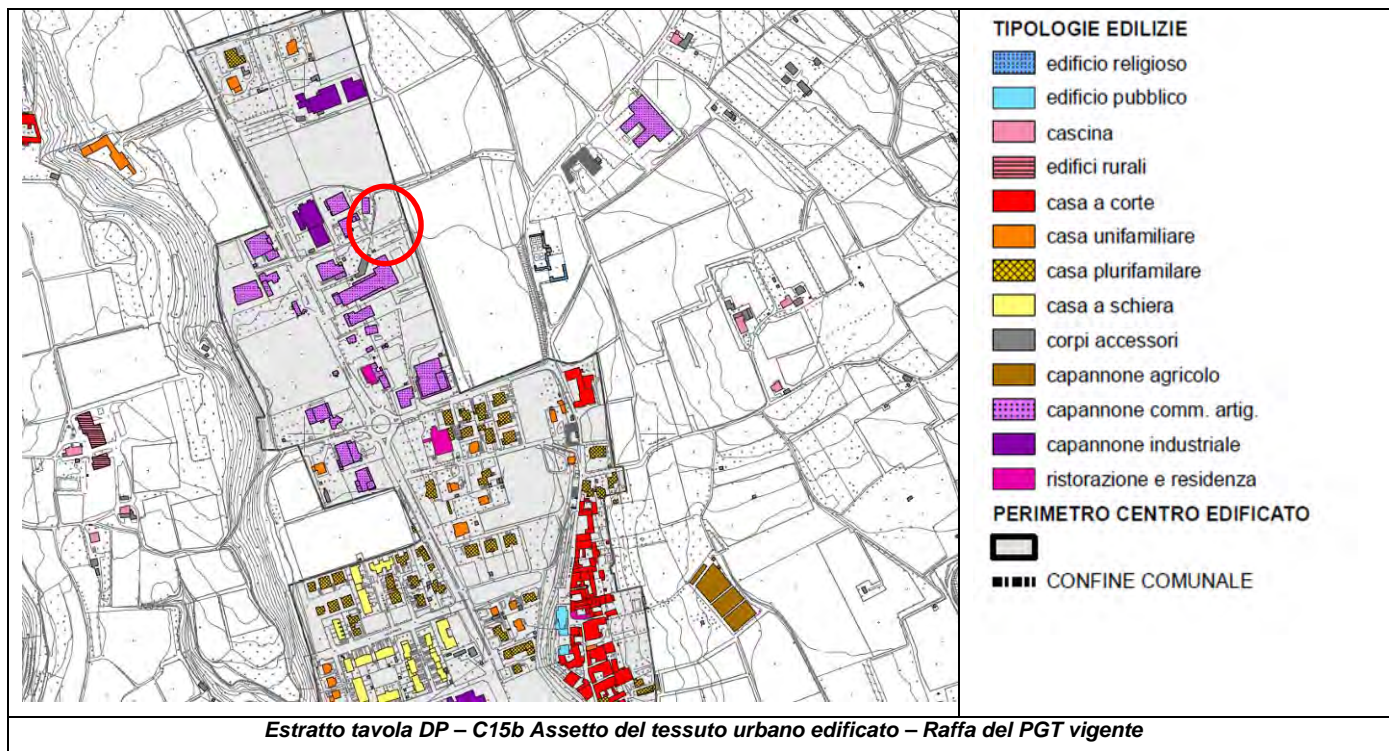 TIPOLOGIE EDILIZIE
edificio religioso
edificio pubblico
cascina
edifici rurali
casa a corte
casa unifamiliare
casa plurifamilare
casa a schiera
corpi accessori
capannone agricolo
capannone comm. artig.
capannone industriale
ristorazione e residenza
PERIMETRO CENTRO EDIFICATO
CONFINE COMUNALE
Estratto tavola DP – C15b Assetto del tessuto urbano edificato – Raffa del PGT vigente